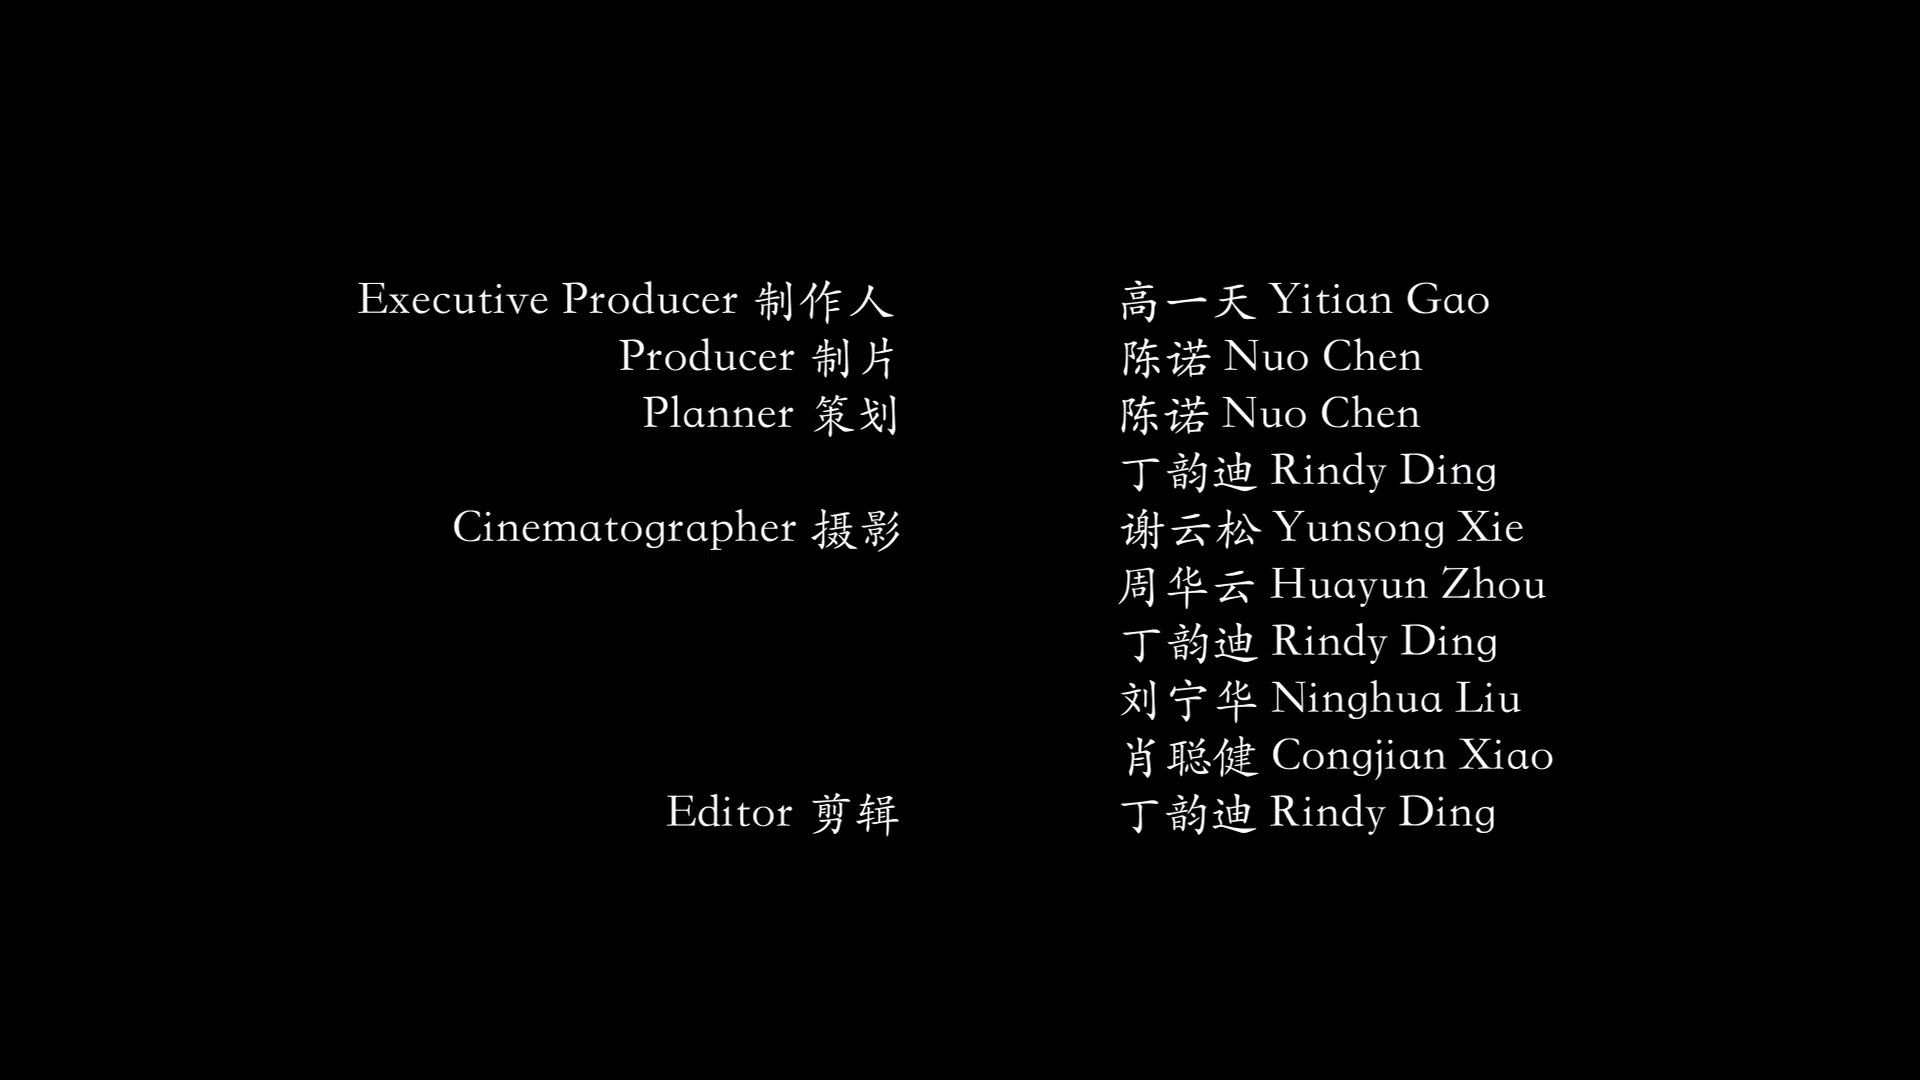 Executive Producer 制作人 高一天 Yitian Gao
Producer 制片 陈诺 Nuo Chen
Planner 策划 陈诺 Nuo Chen
丁韵迪 Rindy Ding
Cinematographer 摄影 谢云松 Yunsong Xie
周华云 Huayun Zhou
丁韵迪 Rindy Ding
刘宁华 Ninghua Liu
肖聪健 Congjian Xiao
Editor 剪辑 丁韵迪 Rindy Ding